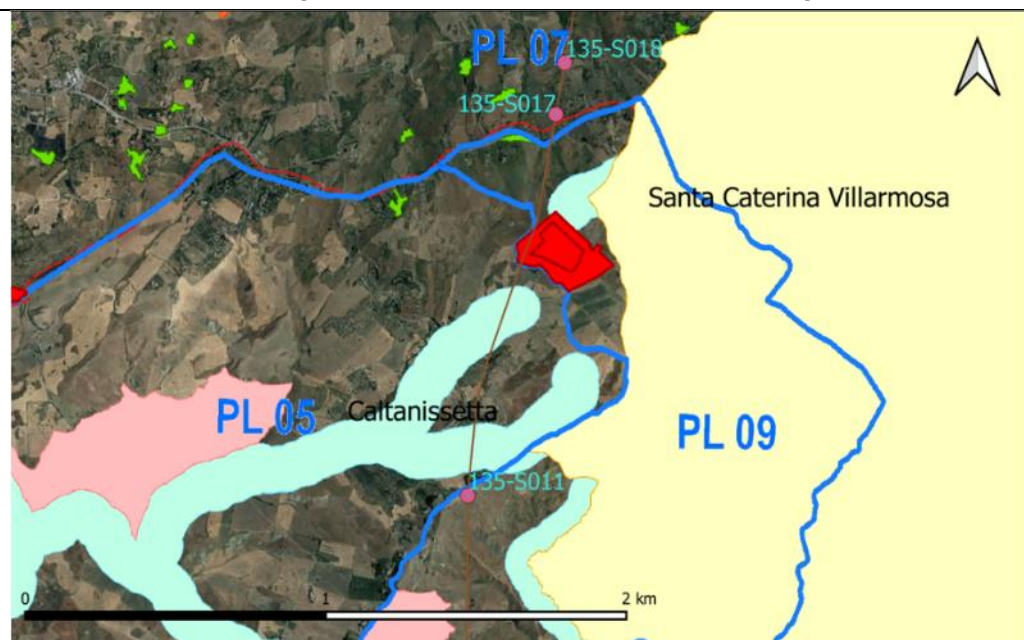 PL 07
135-S018
135-S017
Santa Caterina Villarmosa
PL 05
Caltanissetta
PL 09
135-S011
0
1
2 km